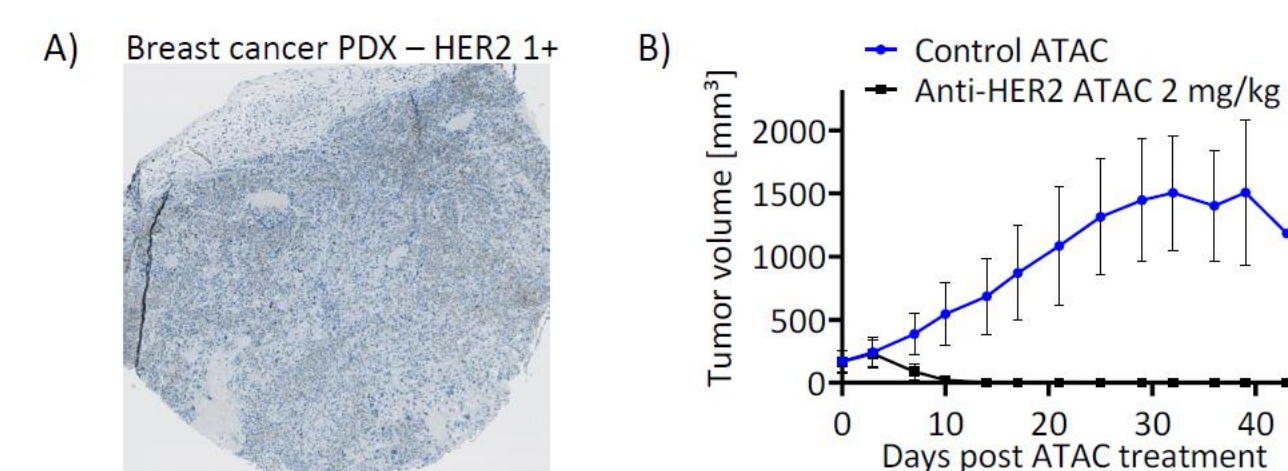 A) Breast cancer PDX – HER2 1+
B)
Control ATAC
Anti-HER2 ATAC 2 mg/kg
Tumor volume [mm³]
2000
1500
1000
500
0
0 10 20 30 40
Days post ATAC treatment